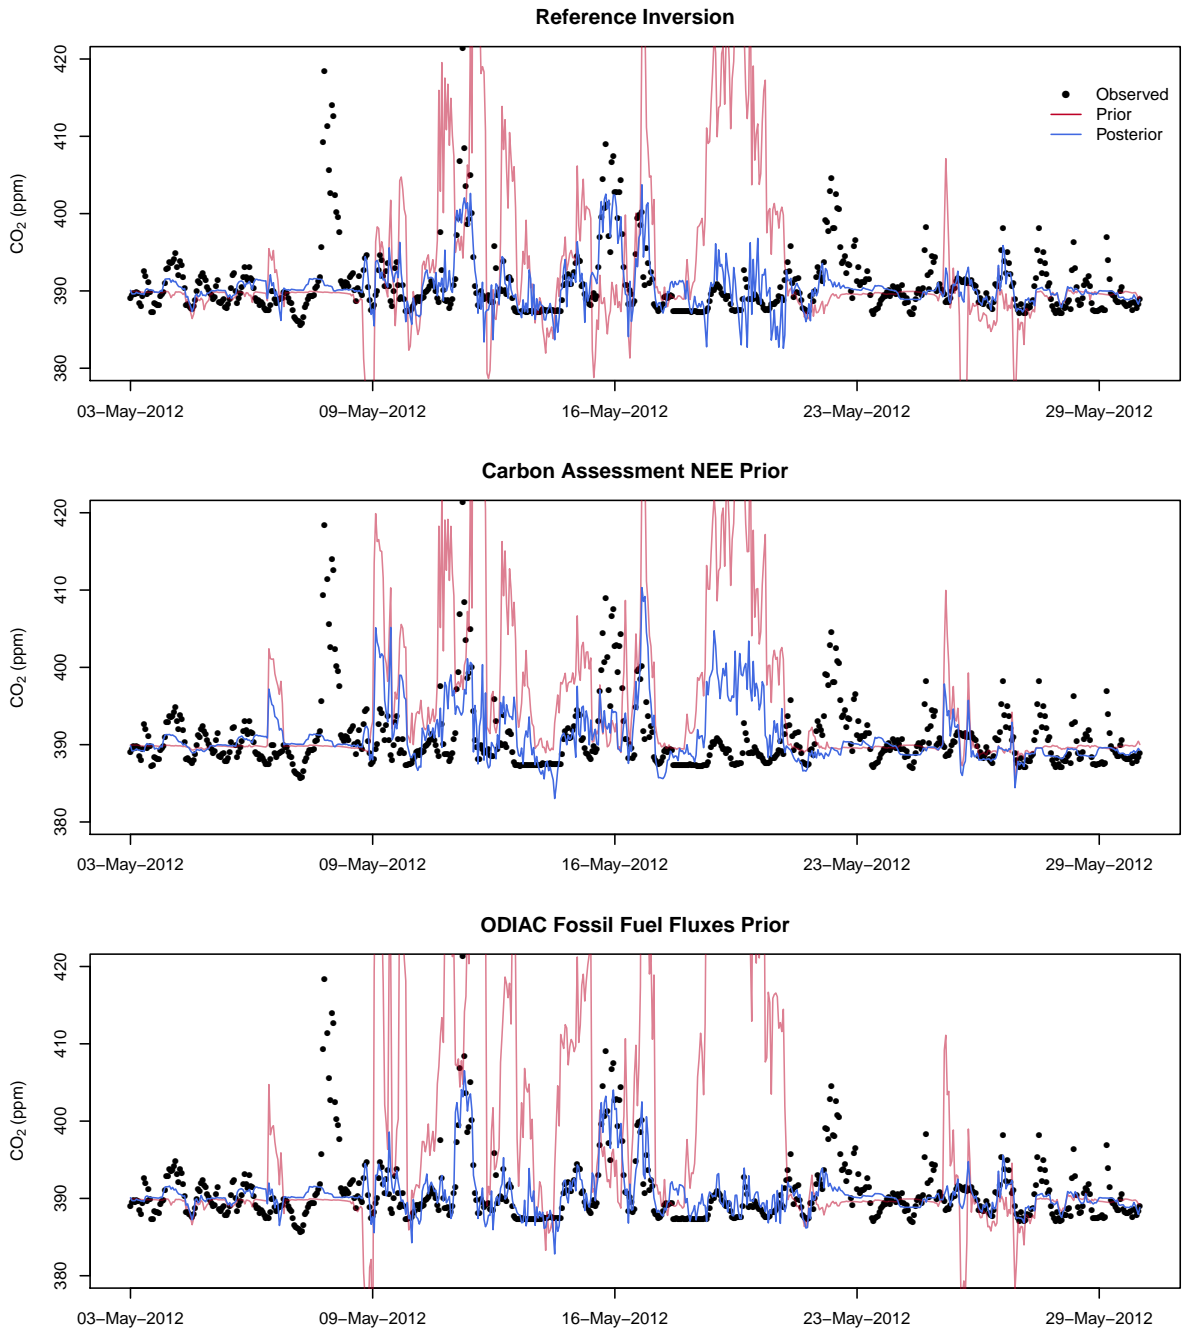 Reference Inversion
420
410
400
390
380
CO2 (ppm)
Observed
Prior
Posterior
03−May−2012 09−May−2012 16−May−2012 23−May−2012 29−May−2012
Carbon Assessment NEE Prior
420
410
400
390
380
CO2 (ppm)
03−May−2012 09−May−2012 16−May−2012 23−May−2012 29−May−2012
ODIAC Fossil Fuel Fluxes Prior
420
410
400
390
380
CO2 (ppm)
03−May−2012 09−May−2012 16−May−2012 23−May−2012 29−May−2012